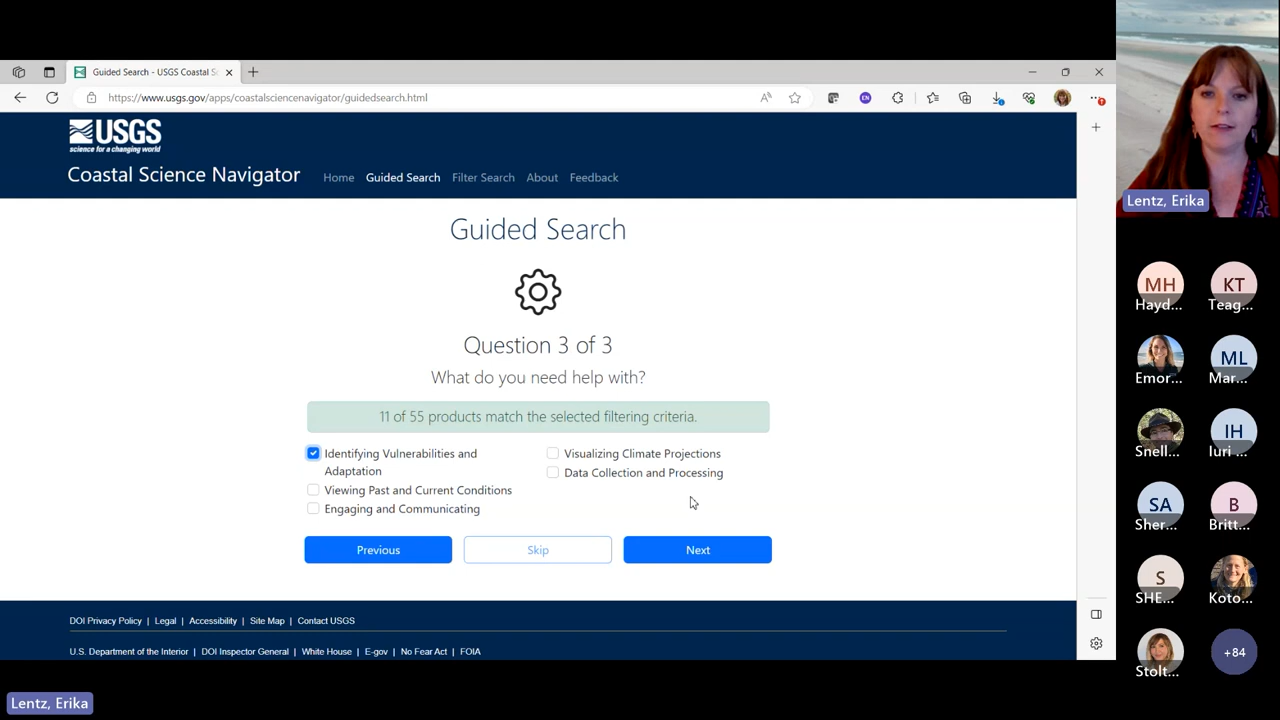 Guided Search - USGS Coastal Sc
https://www.usgs.gov/apps/coastalsciencenavigator/guidedsearch.html
CN
USGS
science for a changing world
Coastal Science Navigator
Home
Guided Search
Filter Search
About
Feedback
Guided Search
Question 3 of 3
What do you need help with?
11 of 55 products match the selected filtering criteria.
Identifying Vulnerabilities and
Adaptation
Viewing Past and Current Conditions
Engaging and Communicating
Visualizing Climate Projections
Data Collection and Processing
Previous
Skip
Next
DOI Privacy Policy | Legal | Accessibility | Site Map | Contact USGS
U.S. Department of the Interior | DOI Inspector General | White House | E-gov | No Fear Act | FOIA
Lentz, Erika
Lentz, Erika
MH
Hayd...
KT
Teag...
Emor...
ML
Mar...
Snell...
IH
Iuri ...
SA
Sher...
B
Britt...
S
SHE...
Koto...
Stolt...
+84